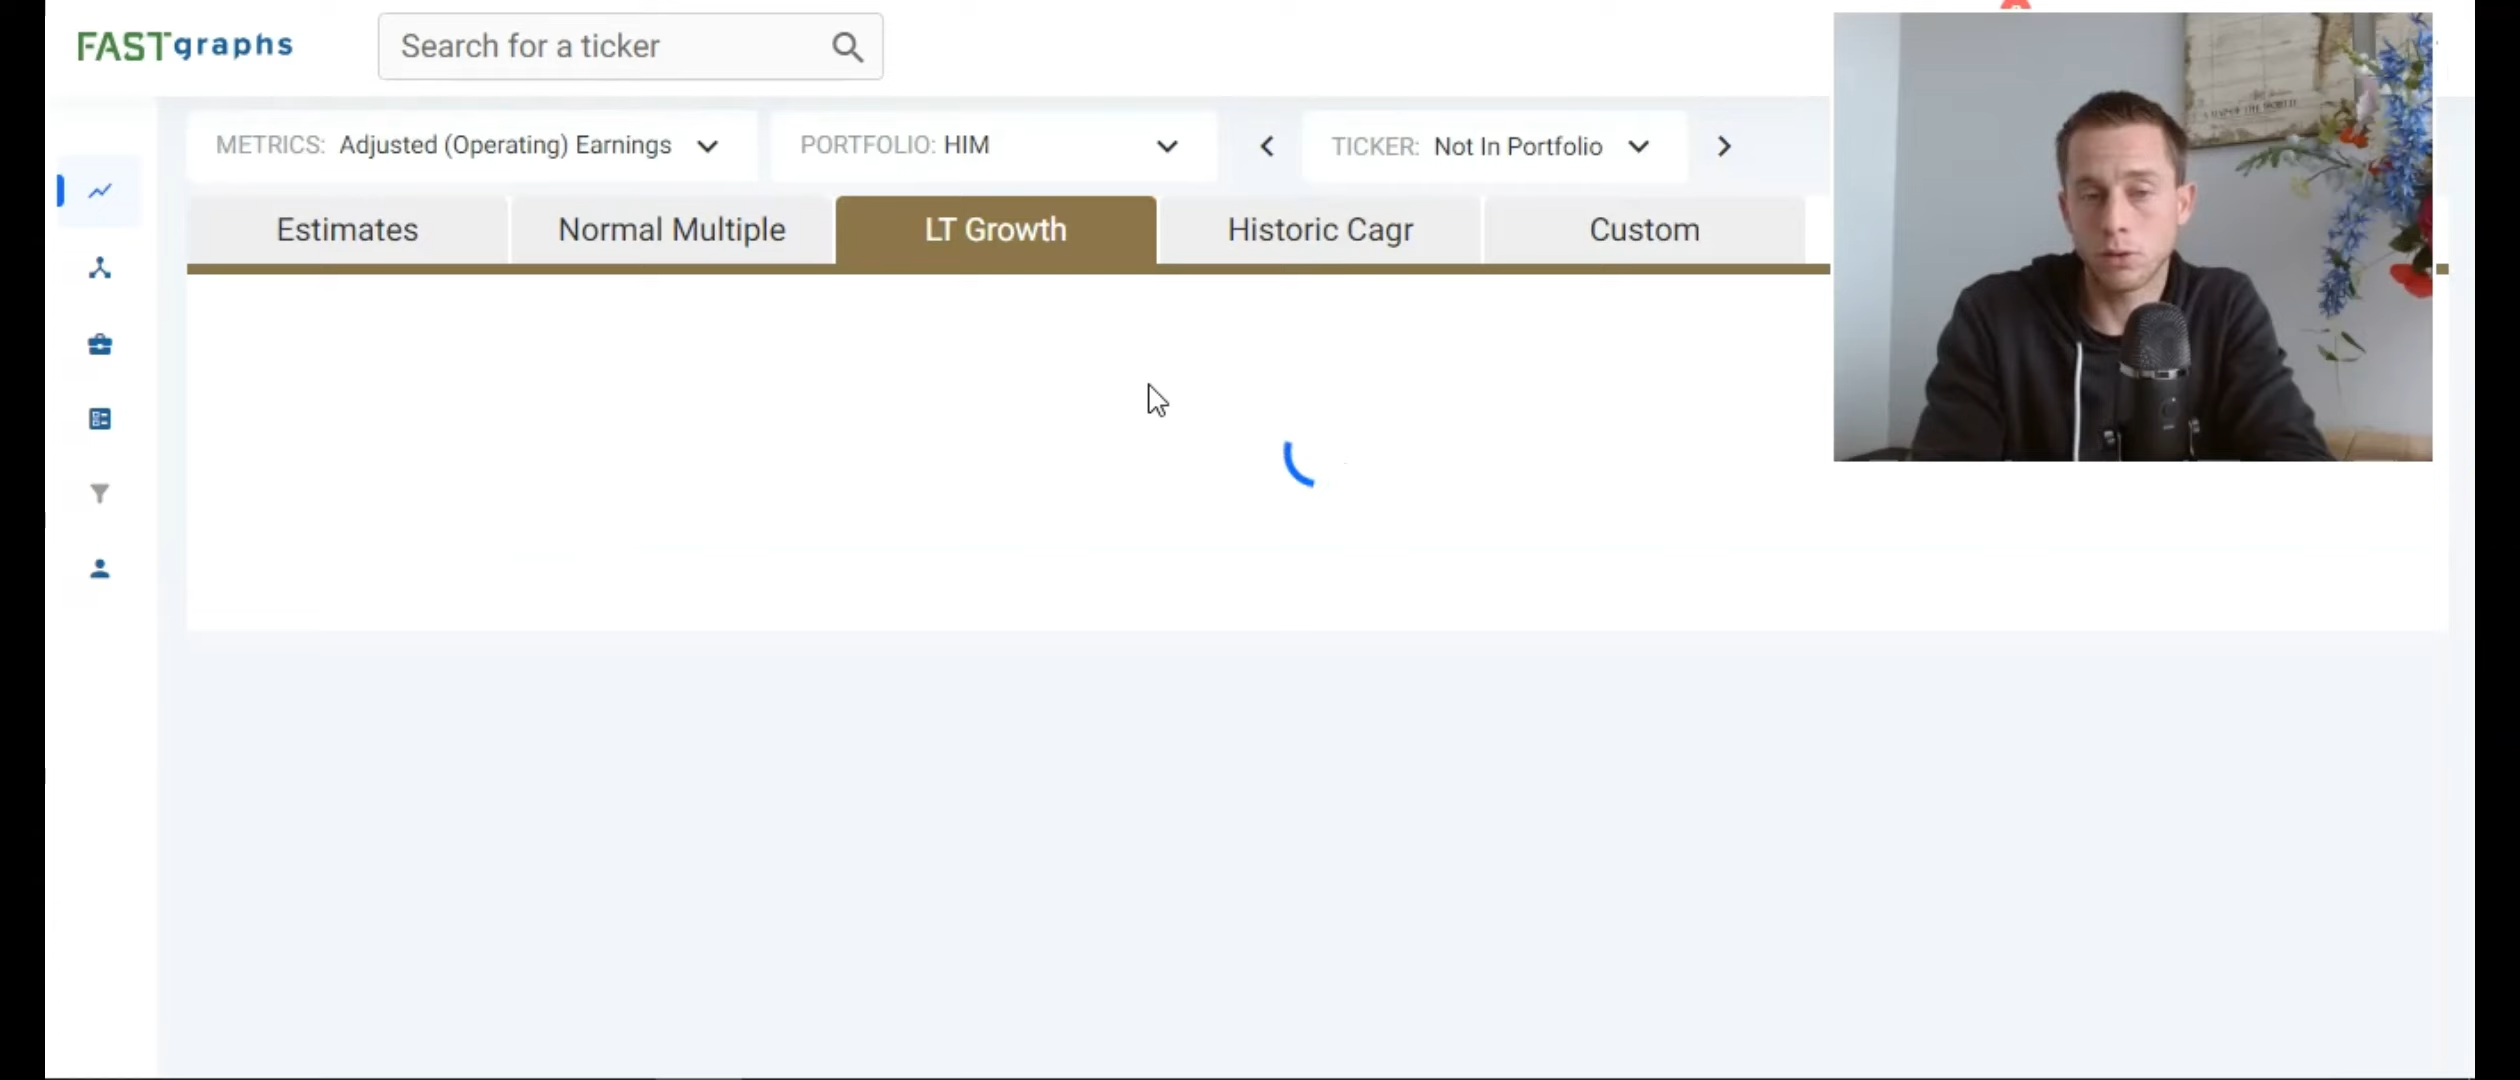 FASTgraphs
Search for a ticker
METRICS: Adjusted (Operating) Earnings
PORTFOLIO: HIM
TICKER: Not In Portfolio
Estimates
Normal Multiple
LT Growth
Historic Cagr
Custom